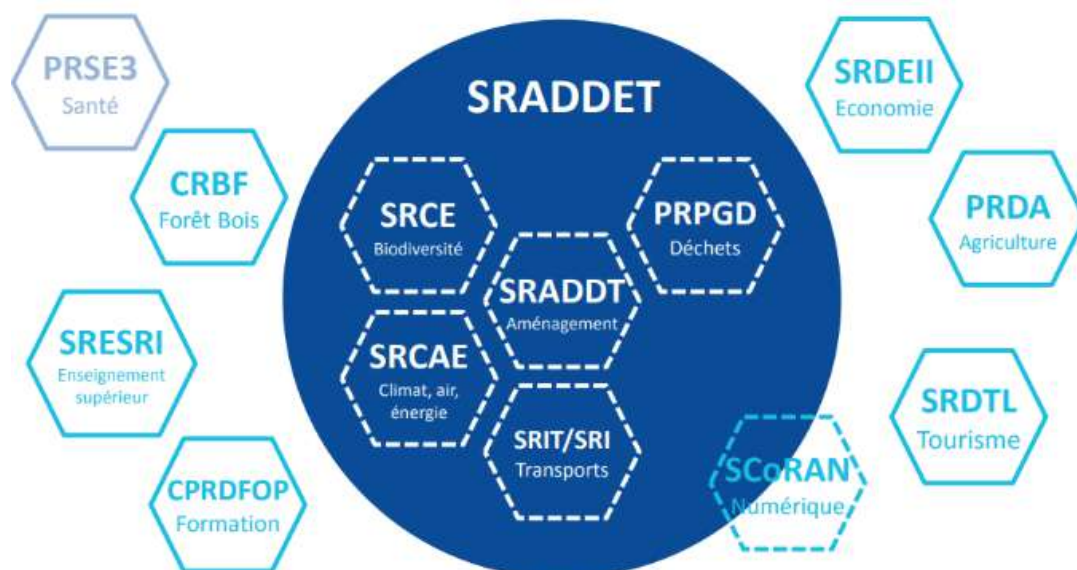 PRSE3
Santé
CRBF
Forêt Bois
SRESRI
Enseignement
supérieur
CPRDFOP
Formation
SRADDET
SRCE
Biodiversité
PRPGD
Déchets
SRADDT
Aménagement
SRCAE
Climat, air,
énergie
SRIT/SRI
Transports
SRDEII
Economie
PRDA
Agriculture
SRDTL
Tourisme
SCoRAN
Numérique